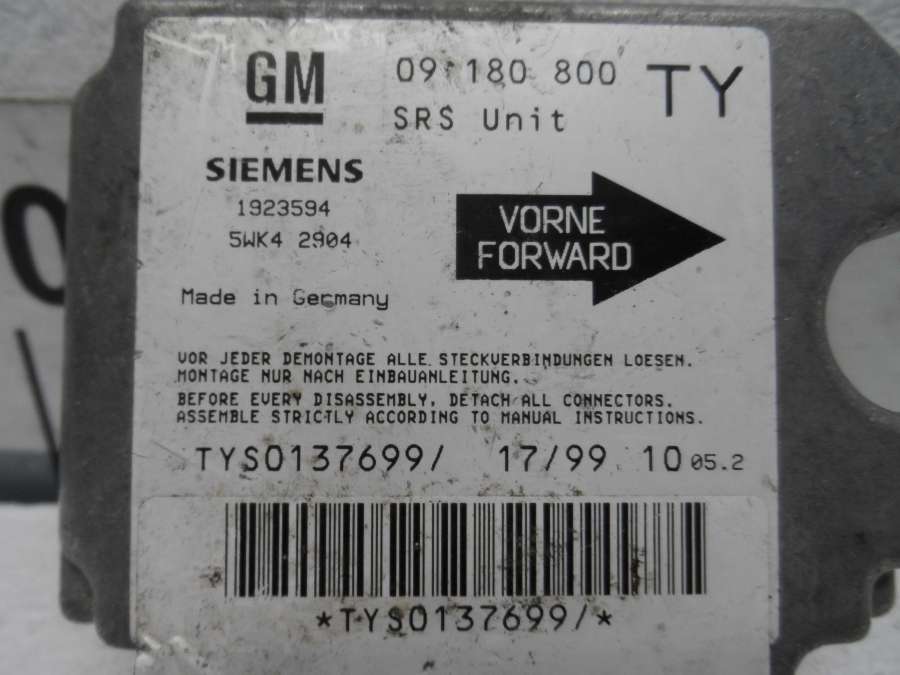 GM
09 180 800
TY
SRS Unit
SIEMENS
1923594
5WK4 2904
VORNE
FORWARD
Made in Germany
VOR JEDER DEMONTAGE ALLE STECKVERBINDUNGEN LOESEN.
MONTAGE NUR NACH EINBAUANLEITUNG.
BEFORE EVERY DISASSEMBLY, DETACH ALL CONNECTORS.
ASSEMBLE STRICTLY ACCORDING TO MANUAL INSTRUCTIONS.
TYS0137699/ 17/99 10 05.2
*TYS0137699/*
0